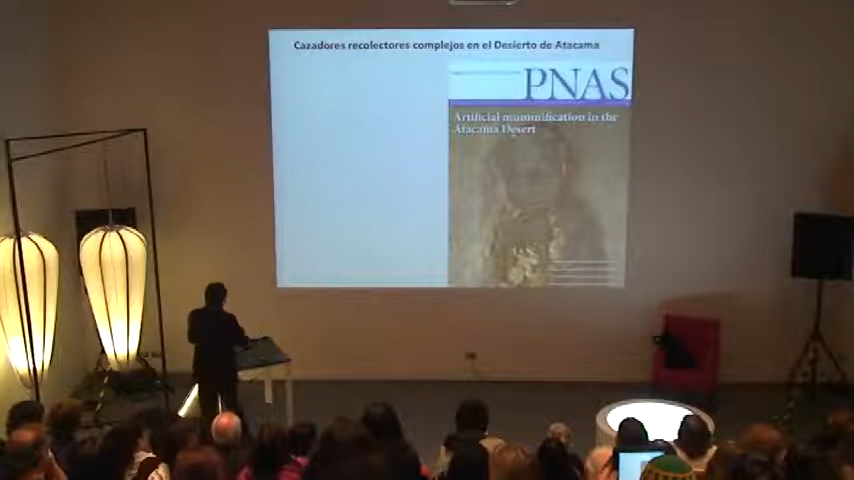 Cazadores recolectores complejos en el Desierto de Atacama
PNAS
Artificial mummification in the
Atacama Desert